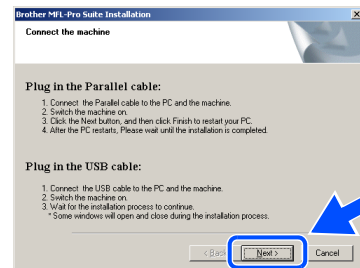 Brother MFL-Pro Suite Installation
Connect the machine
Plug in the Parallel cable:
1. Connect the Parallel cable to the PC and the machine.
2. Switch the machine on.
3. Click the Next button, and then click Finish to restart your PC.
4. After the PC restarts, Please wait until the installation is completed.
Plug in the USB cable:
1. Connect the USB cable to the PC and the machine.
2. Switch the machine on.
3. Wait for the installation process to continue.
* Some windows will open and close during the installation process.
< Back Next > Cancel